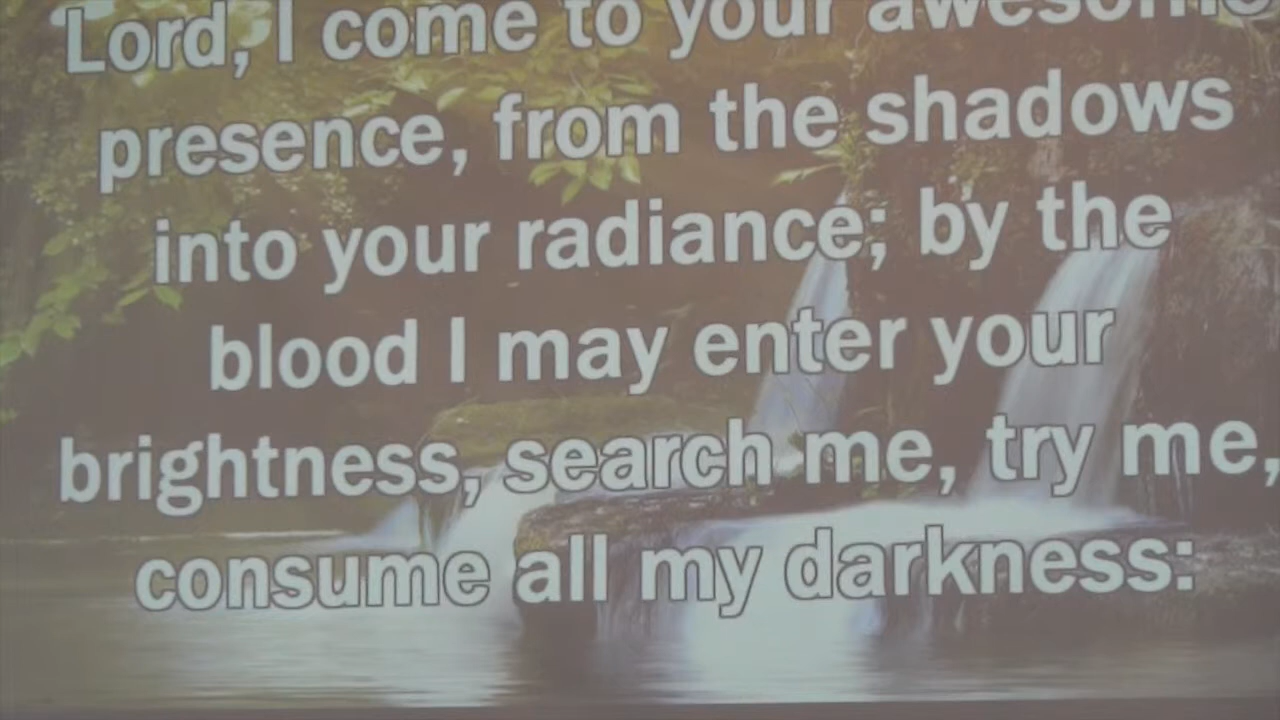 Lord, I come to your awesome
presence, from the shadows
into your radiance; by the
blood I may enter your
brightness, search me, try me,
consume all my darkness: